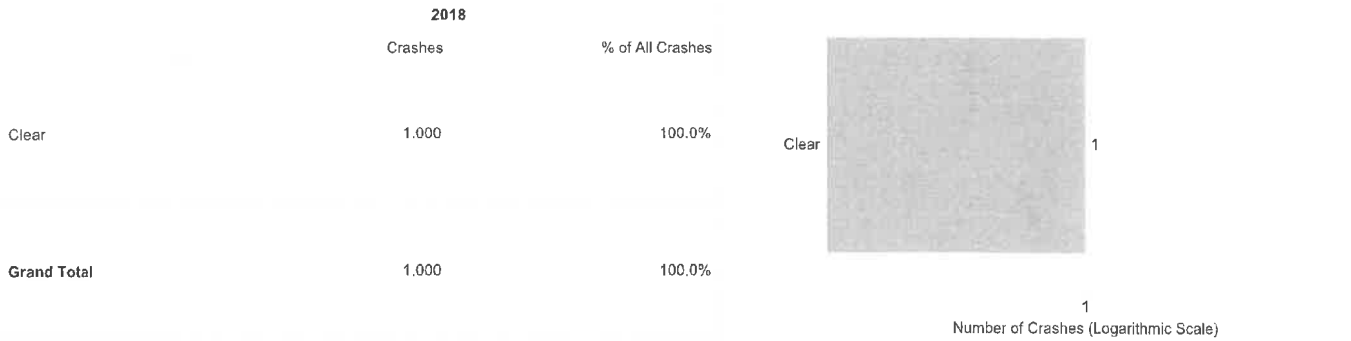 2018
Crashes % of All Crashes
Clear 1.000 100.0%
Grand Total 1.000 100.0%
Clear 1
1
Number of Crashes (Logarithmic Scale)